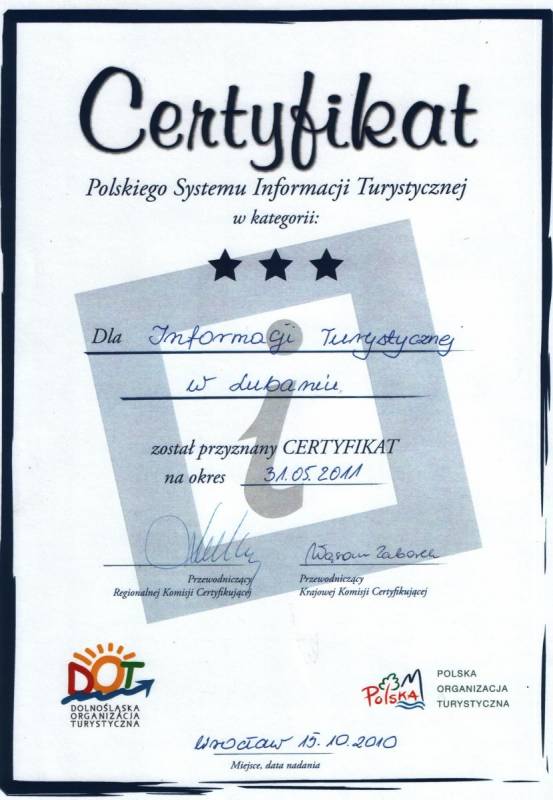 Certyfikat
Polskiego Systemu Informacji Turystycznej
w kategorii:
Dla Informacji Turystycznej
w Lubaniu
został przyznany CERTYFIKAT
na okres 31.05.2011
Przewodniczący
Regionalnej Komisji Certyfikującej
Przewodniczący
Krajowej Komisji Certyfikującej
DOT
DOLNOŚLĄSKA
ORGANIZACJA
TURYSTYCZNA
Polska
POLSKA
ORGANIZACJA
TURYSTYCZNA
Wrocław 15.10.2010
Miejsce, data nadania